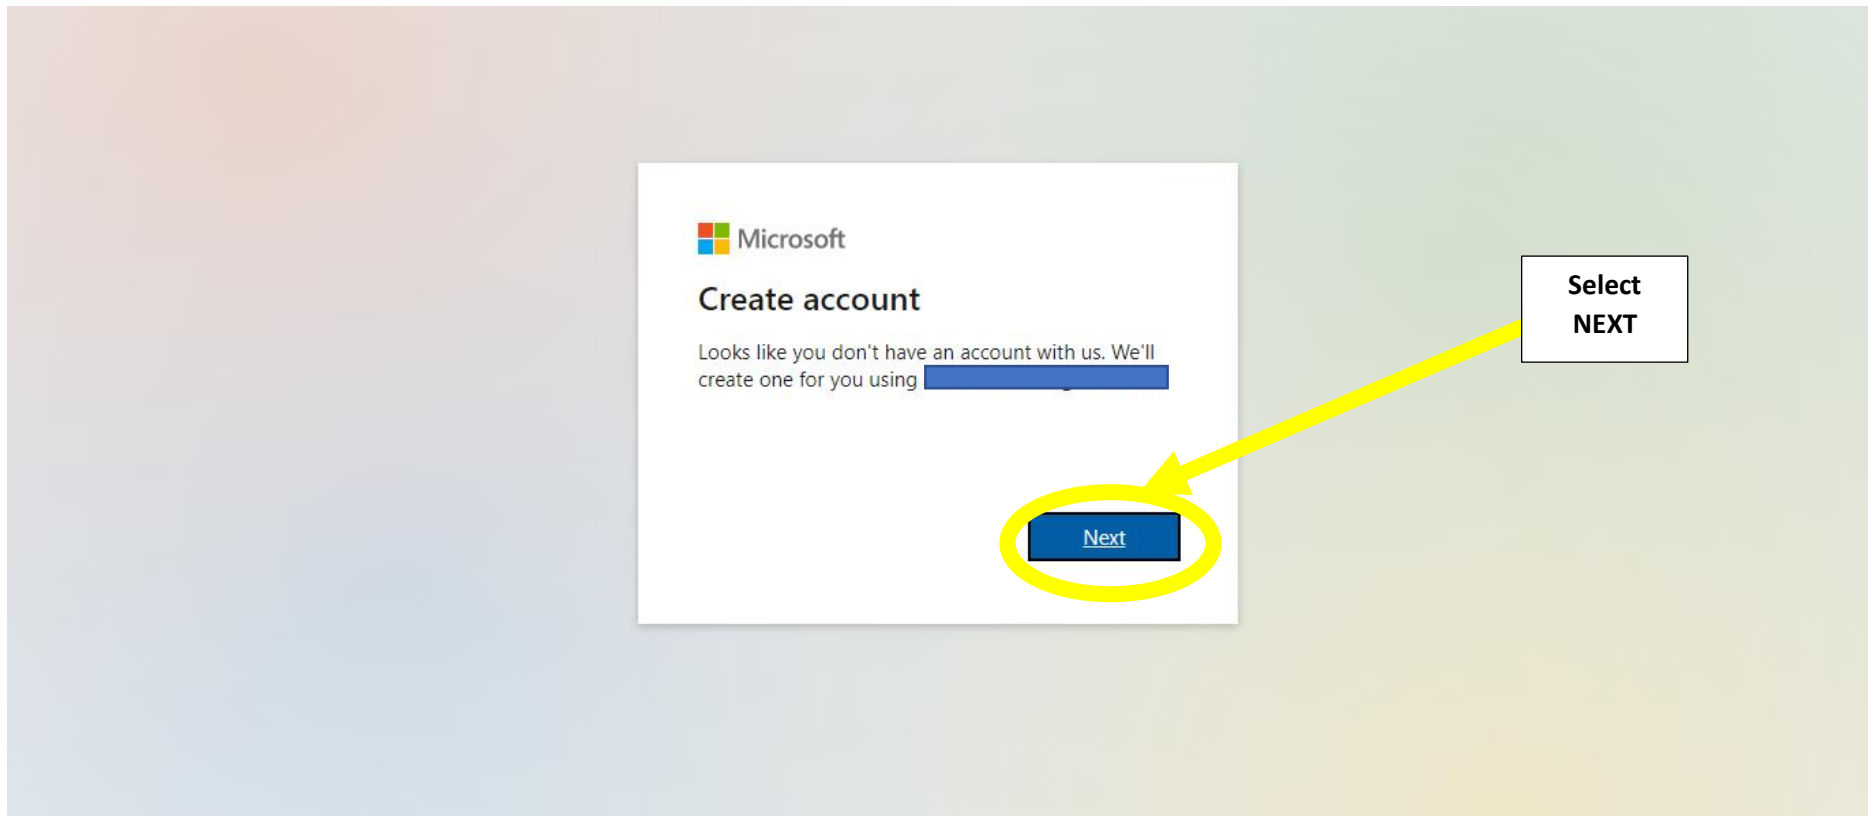 Microsoft
Create account
Looks like you don't have an account with us. We'll
create one for you using
Next
Select
NEXT